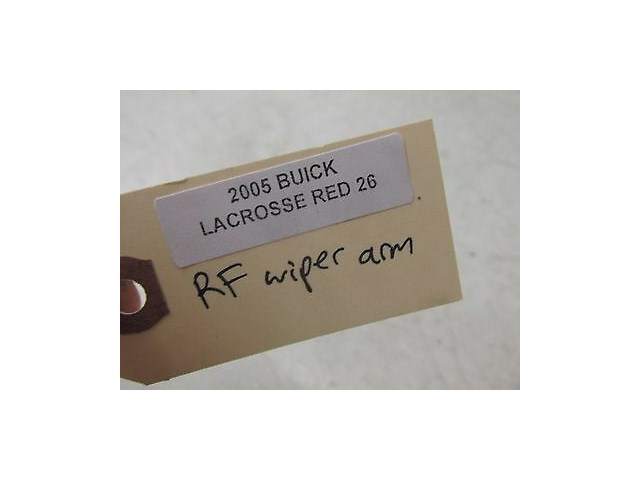 2005 BUICK
LACROSSE RED 26
RF wiper arm